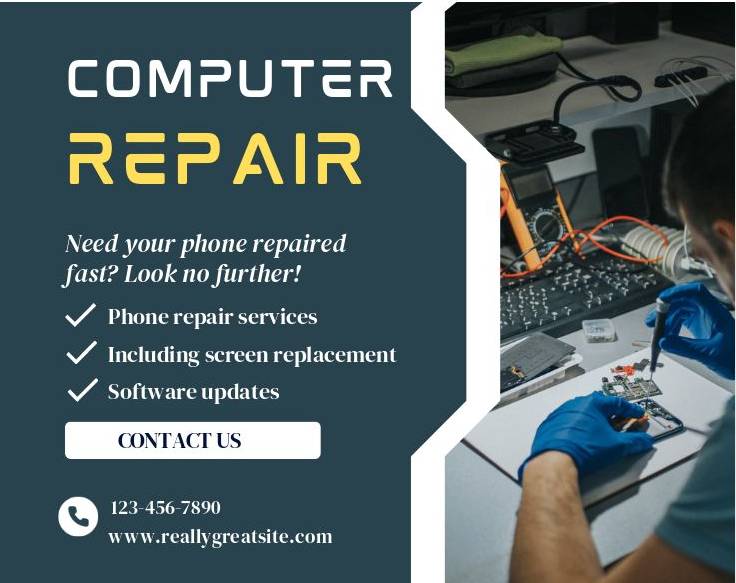 COMPUTER
REPAIR
Need your phone repaired
fast? Look no further!
Phone repair services
Including screen replacement
Software updates
CONTACT US
123-456-7890
www.reallygreatsite.com